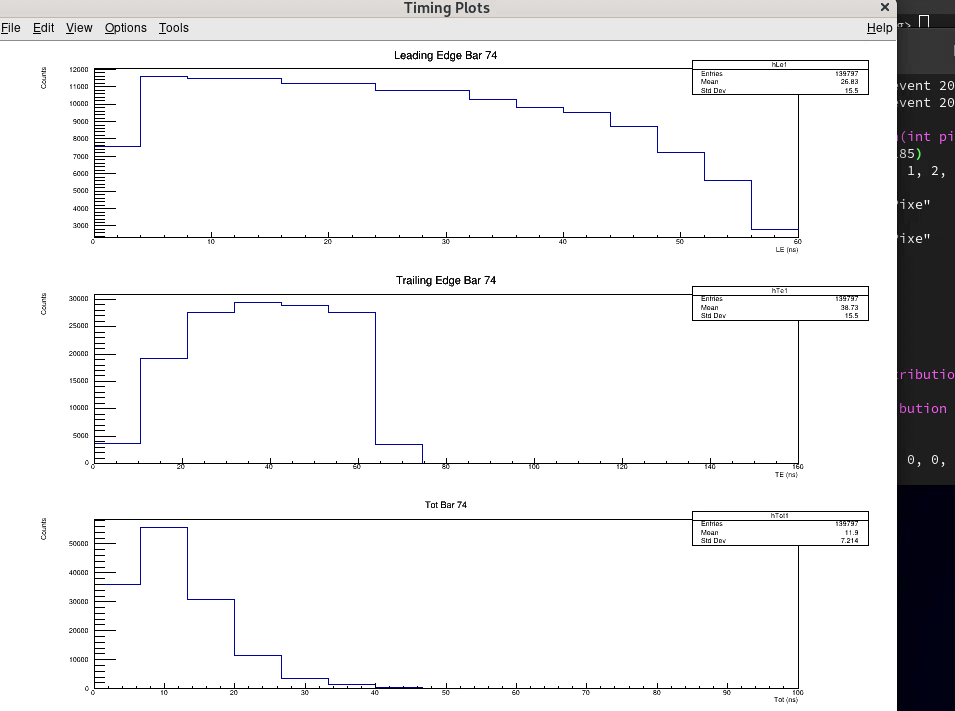 Timing Plots
File Edit View Options Tools Help
Leading Edge Bar 74
Counts
hLe1
Entries 139797
Mean 26.83
Std Dev 15.5
12000
11000
10000
9000
8000
7000
6000
5000
4000
3000
0 10 20 30 40 50 60
LE (ns)
Trailing Edge Bar 74
Counts
hTe1
Entries 139797
Mean 38.73
Std Dev 15.5
30000
25000
20000
15000
10000
5000
0
0 20 40 60 80 100 120 140 160
TE (ns)
Tot Bar 74
Counts
hTot1
Entries 139797
Mean 11.9
Std Dev 7.214
50000
40000
30000
20000
10000
0
0 10 20 30 40 50 60 70 80 90 100
Tot (ns)
g>
event 20
event 20
(int pi
85)
1, 2,
ixe"
ixe"
ributio
bution
0, 0,